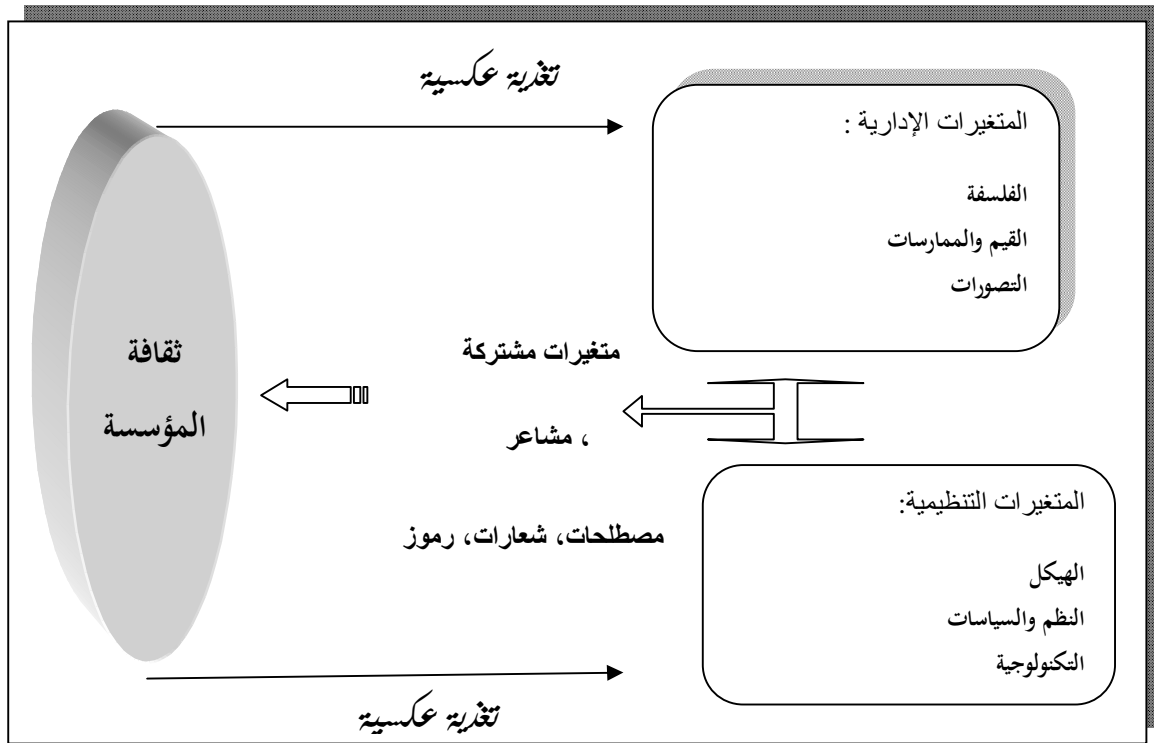 تغذية عكسية
المتغيرات الإدارية :
الفلسفة
القيم والممارسات
التصورات
متغيرات مشتركة
، مشاعر
مصطلحات، شعارات، رموز
ثقافة
المؤسسة
المتغيرات التنظيمية:
الهيكل
النظم والسياسات
التكنولوجية
تغذية عكسية